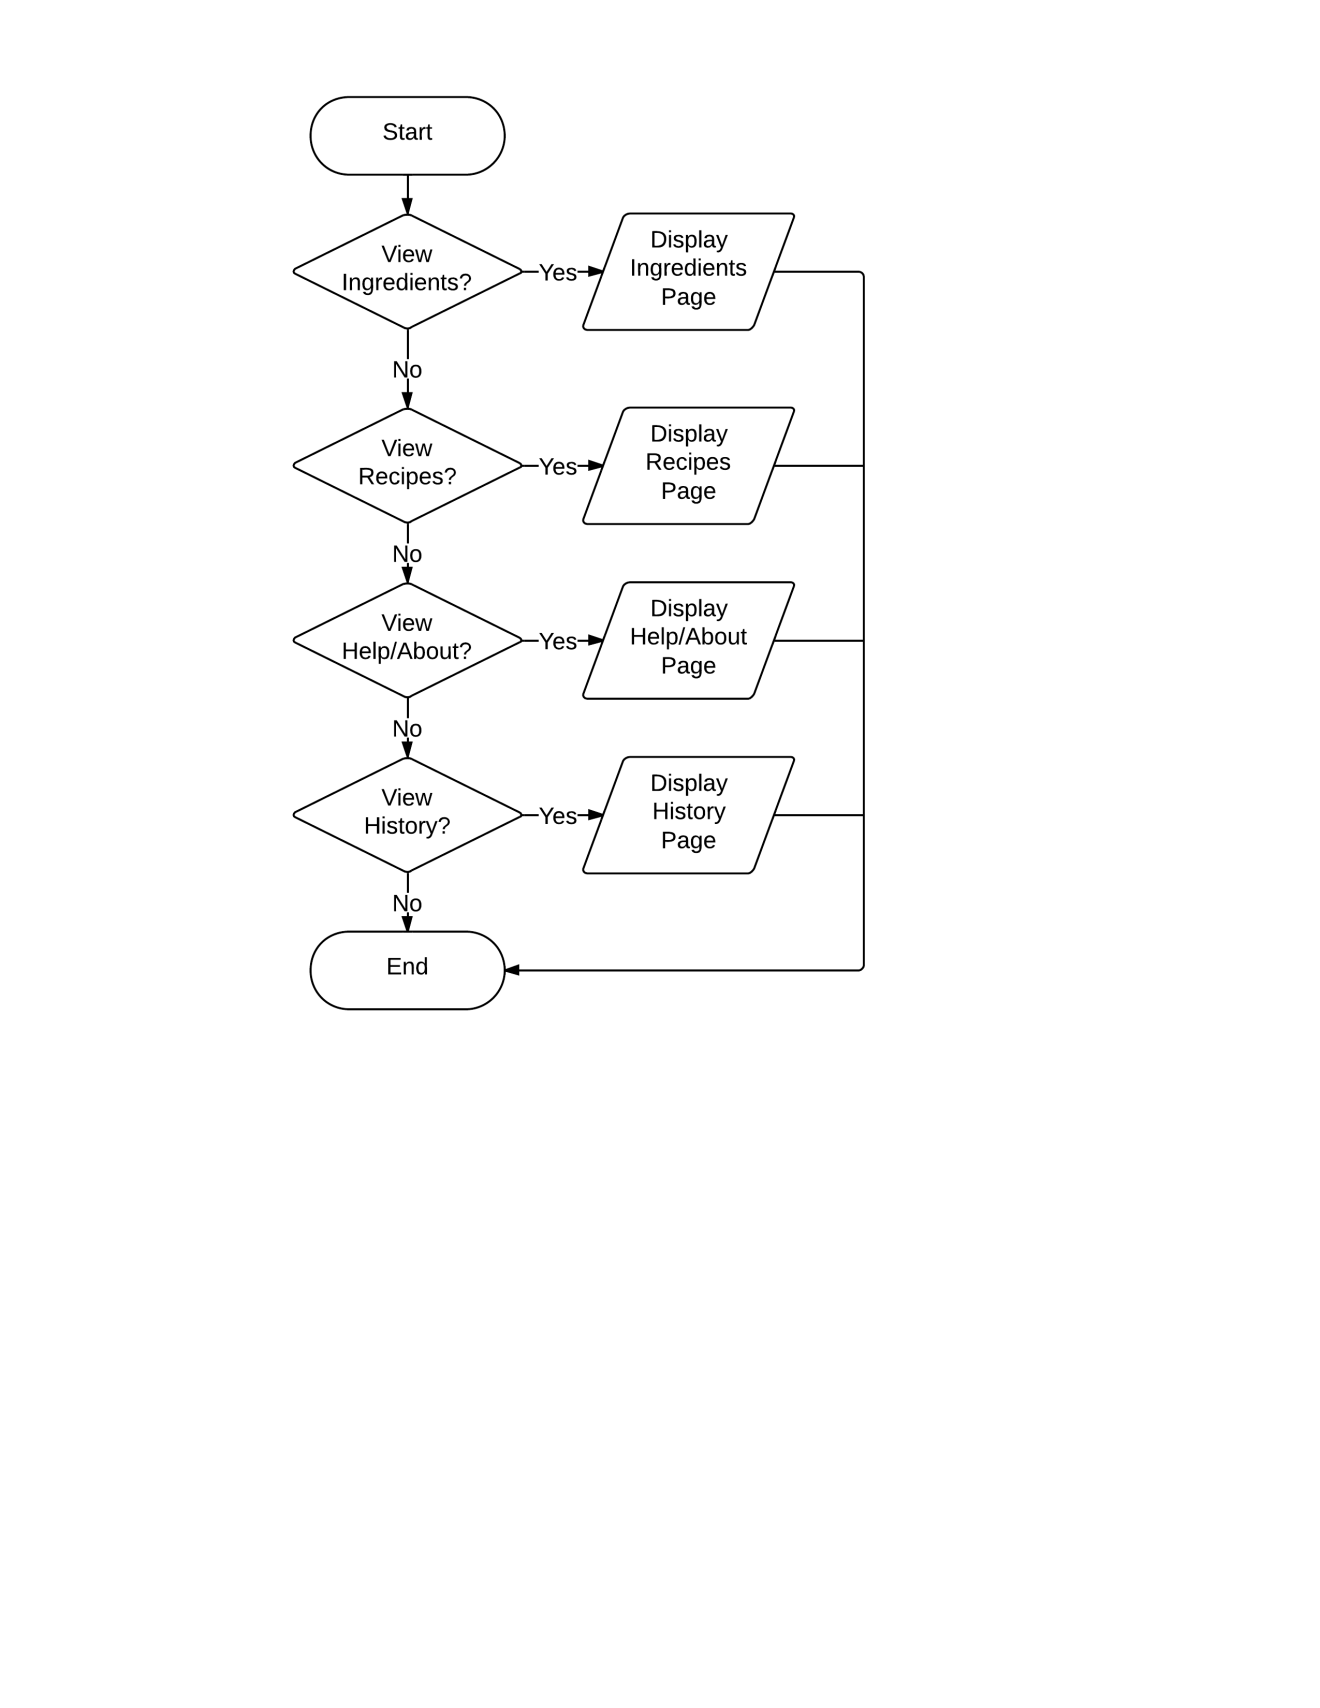 Start
View
Ingredients?
Yes
Display
Ingredients
Page
No
View
Recipes?
Yes
Display
Recipes
Page
No
View
Help/About?
Yes
Display
Help/About
Page
No
View
History?
Yes
Display
History
Page
No
End